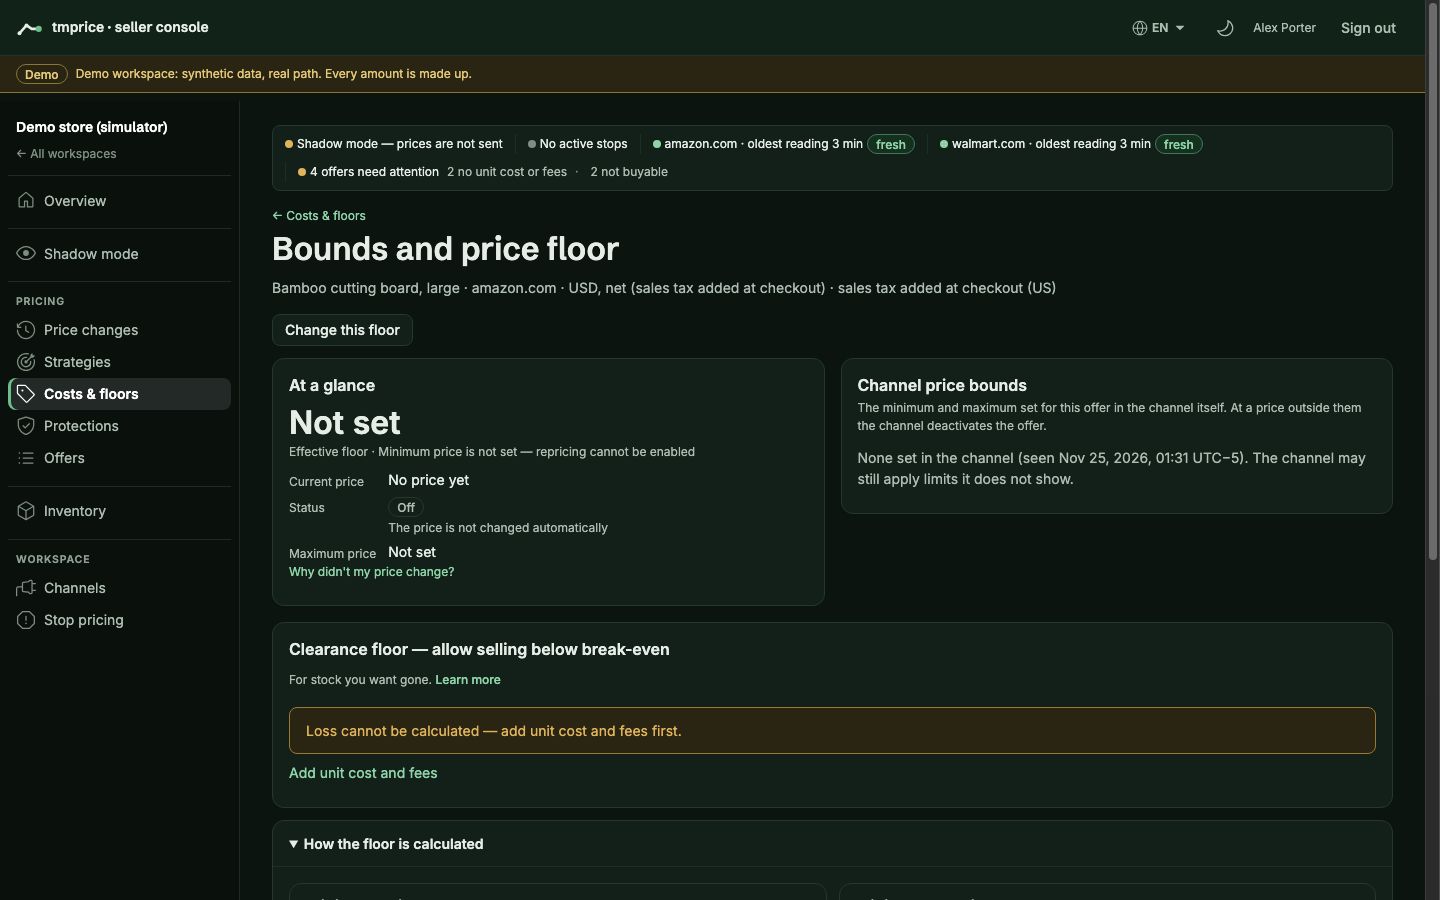 tmprice · seller console
EN
Alex Porter
Sign out
Demo
Demo workspace: synthetic data, real path. Every amount is made up.
Demo store (simulator)
← All workspaces
Overview
Shadow mode
PRICING
Price changes
Strategies
Costs & floors
Protections
Offers
Inventory
WORKSPACE
Channels
Stop pricing
Shadow mode — prices are not sent
No active stops
amazon.com · oldest reading 3 min fresh
walmart.com · oldest reading 3 min fresh
4 offers need attention 2 no unit cost or fees · 2 not buyable
← Costs & floors
Bounds and price floor
Bamboo cutting board, large · amazon.com · USD, net (sales tax added at checkout) · sales tax added at checkout (US)
Change this floor
At a glance
Not set
Effective floor · Minimum price is not set — repricing cannot be enabled
Current price No price yet
Status Off
The price is not changed automatically
Maximum price Not set
Why didn't my price change?
Channel price bounds
The minimum and maximum set for this offer in the channel itself. At a price outside them
the channel deactivates the offer.
None set in the channel (seen Nov 25, 2026, 01:31 UTC−5). The channel may
still apply limits it does not show.
Clearance floor — allow selling below break-even
For stock you want gone. Learn more
Loss cannot be calculated — add unit cost and fees first.
Add unit cost and fees
▼ How the floor is calculated